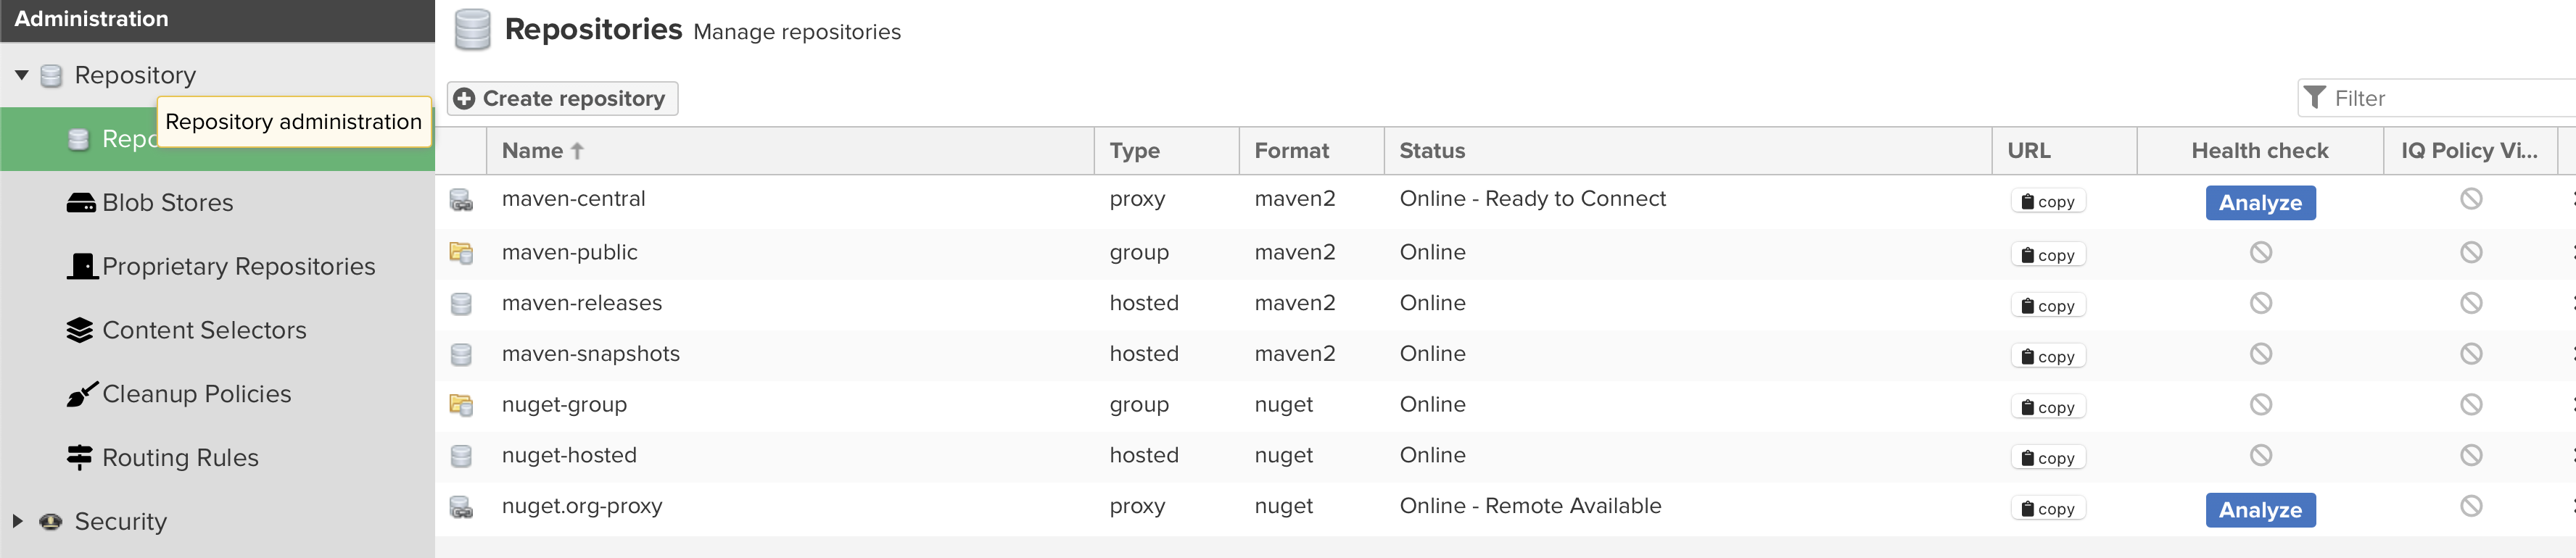 Administration
Repository
Repository administration
Repo
Blob Stores
Proprietary Repositories
Content Selectors
Cleanup Policies
Routing Rules
Security
Repositories Manage repositories
Create repository
Filter
Name Type Format Status URL Health check IQ Policy Vi...
maven-central proxy maven2 Online - Ready to Connect copy Analyze
maven-public group maven2 Online copy
maven-releases hosted maven2 Online copy
maven-snapshots hosted maven2 Online copy
nuget-group group nuget Online copy
nuget-hosted hosted nuget Online copy
nuget.org-proxy proxy nuget Online - Remote Available copy Analyze